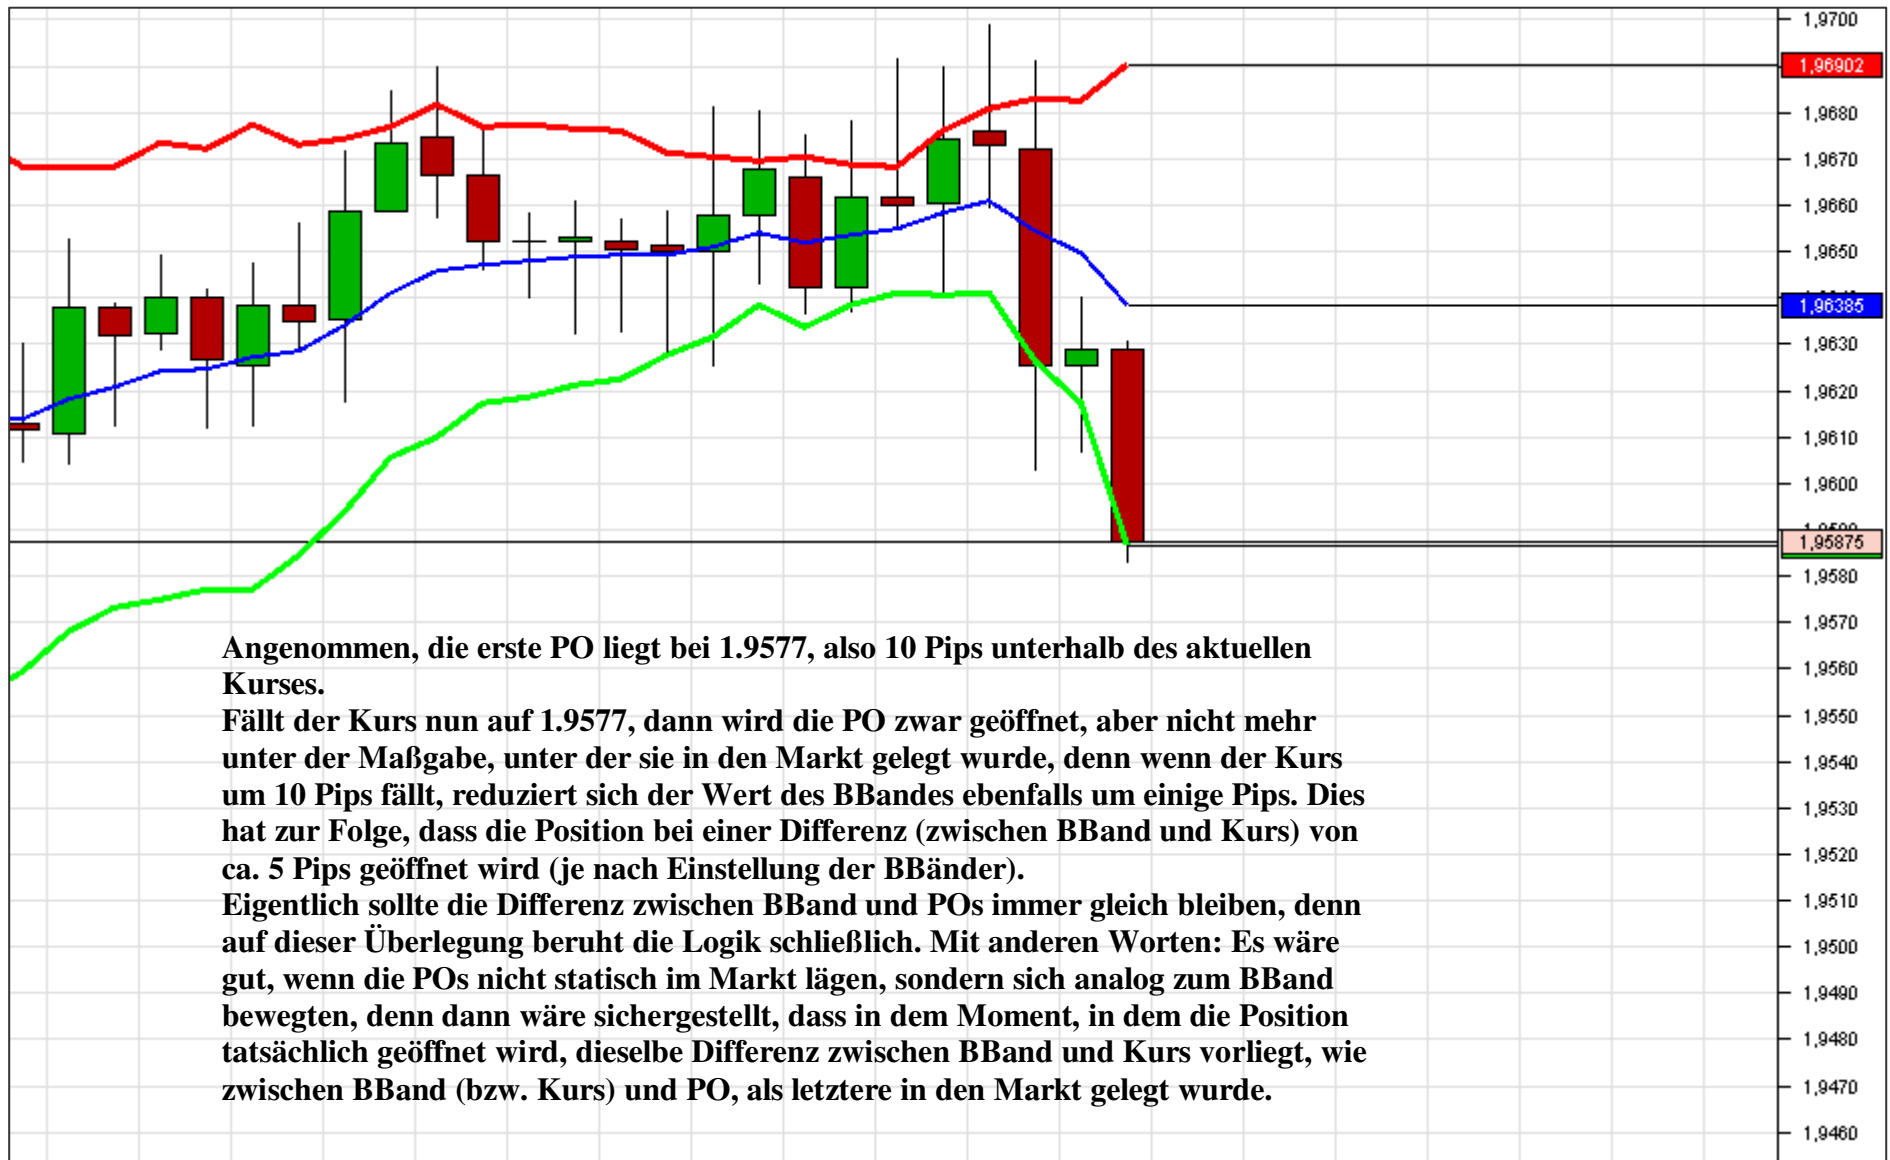 1,9700
1,96902
1,9680
1,9670
1,9660
1,9650
1,96385
1,9630
1,9620
1,9610
1,9600
1,95875
1,9580
1,9570
1,9560
1,9550
1,9540
1,9530
1,9520
1,9510
1,9500
1,9490
1,9480
1,9470
1,9460
Angenommen, die erste PO liegt bei 1.9577, also 10 Pips unterhalb des aktuellen
Kurses.
Fällt der Kurs nun auf 1.9577, dann wird die PO zwar geöffnet, aber nicht mehr
unter der Maßgabe, unter der sie in den Markt gelegt wurde, denn wenn der Kurs
um 10 Pips fällt, reduziert sich der Wert des BBandes ebenfalls um einige Pips. Dies
hat zur Folge, dass die Position bei einer Differenz (zwischen BBand und Kurs) von
ca. 5 Pips geöffnet wird (je nach Einstellung der BBänder).
Eigentlich sollte die Differenz zwischen BBand und POs immer gleich bleiben, denn
auf dieser Überlegung beruht die Logik schließlich. Mit anderen Worten: Es wäre
gut, wenn die POs nicht statisch im Markt lägen, sondern sich analog zum BBand
bewegten, denn dann wäre sichergestellt, dass in dem Moment, in dem die Position
tatsächlich geöffnet wird, dieselbe Differenz zwischen BBand und Kurs vorliegt, wie
zwischen BBand (bzw. Kurs) und PO, als letztere in den Markt gelegt wurde.